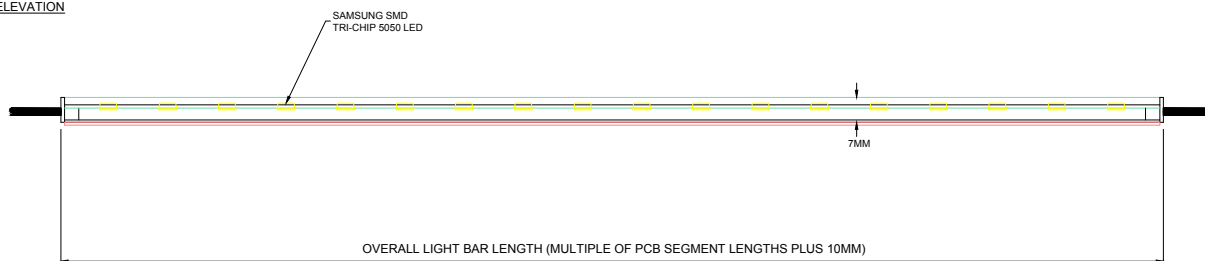 ELEVATION
SAMSUNG SMD
TRI-CHIP 5050 LED
7MM
OVERALL LIGHT BAR LENGTH (MULTIPLE OF PCB SEGMENT LENGTHS PLUS 10MM)